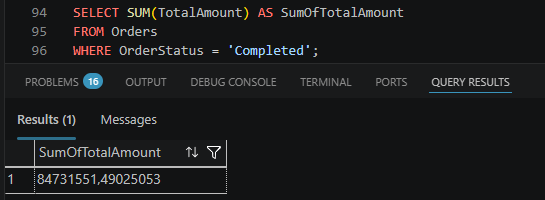 94 SELECT SUM(TotalAmount) AS SumOfTotalAmount
95 FROM Orders
96 WHERE OrderStatus = 'Completed';
PROBLEMS 16 OUTPUT DEBUG CONSOLE TERMINAL PORTS QUERY RESULTS
Results (1) Messages
SumOfTotalAmount
1 84731551,49025053